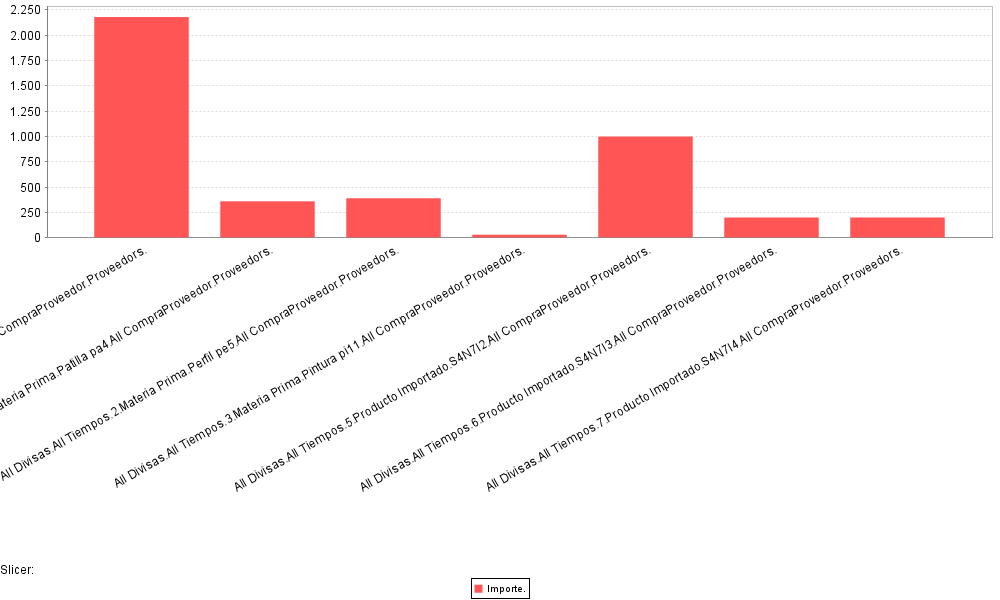 2.250
2.000
1.750
1.500
1.250
1.000
750
500
250
0
CompraProveedor.Proveedors.
ateria Prima.Patilla pa4.All CompraProveedor.Proveedors.
All Divisas.All Tiempos.2.Materia Prima.Perfil pe5.All CompraProveedor.Proveedors.
All Divisas.All Tiempos.3.Materia Prima.Pintura pi11.All CompraProveedor.Proveedors.
All Divisas.All Tiempos.5.Producto Importado.S4N7I2.All CompraProveedor.Proveedors.
All Divisas.All Tiempos.6.Producto Importado.S4N7I3.All CompraProveedor.Proveedors.
All Divisas.All Tiempos.7.Producto Importado.S4N7I4.All CompraProveedor.Proveedors.
Slicer:
Importe.